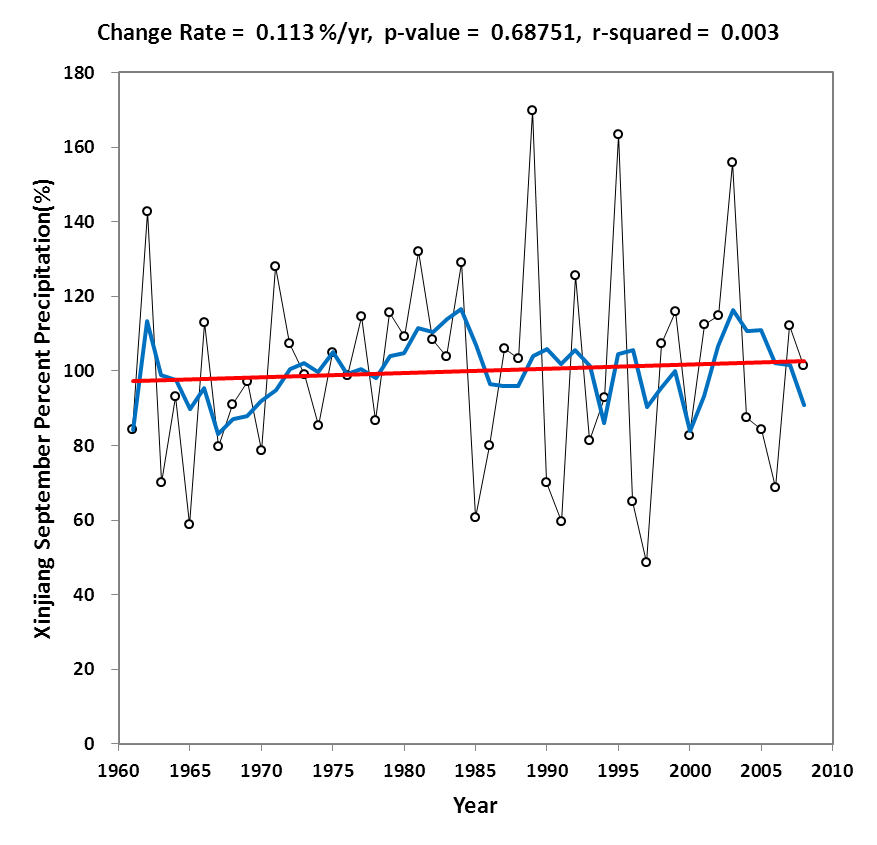 Change Rate = 0.113 %/yr, p-value = 0.68751, r-squared = 0.003
Xinjiang September Percent Precipitation(%)
180
160
140
120
100
80
60
40
20
0
1960 1965 1970 1975 1980 1985 1990 1995 2000 2005 2010
Year